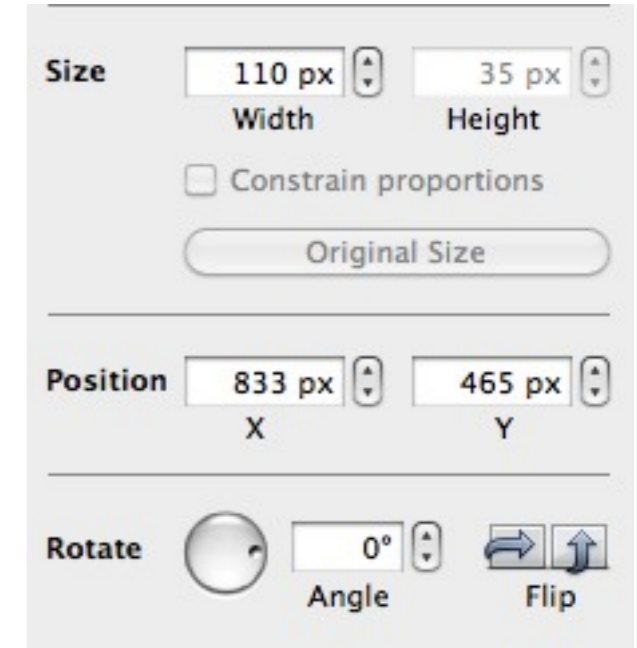 Size 110 px 35 px
Width Height
Constrain proportions
Original Size
Position 833 px 465 px
X Y
Rotate 0°
Angle Flip